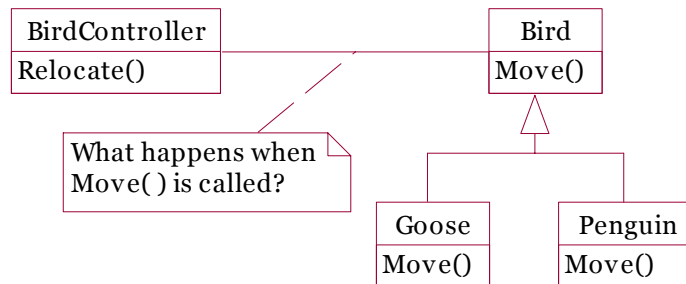 BirdController
Relocate()
Bird
Move()
What happens when
Move( ) is called?
Goose
Move()
Penguin
Move()